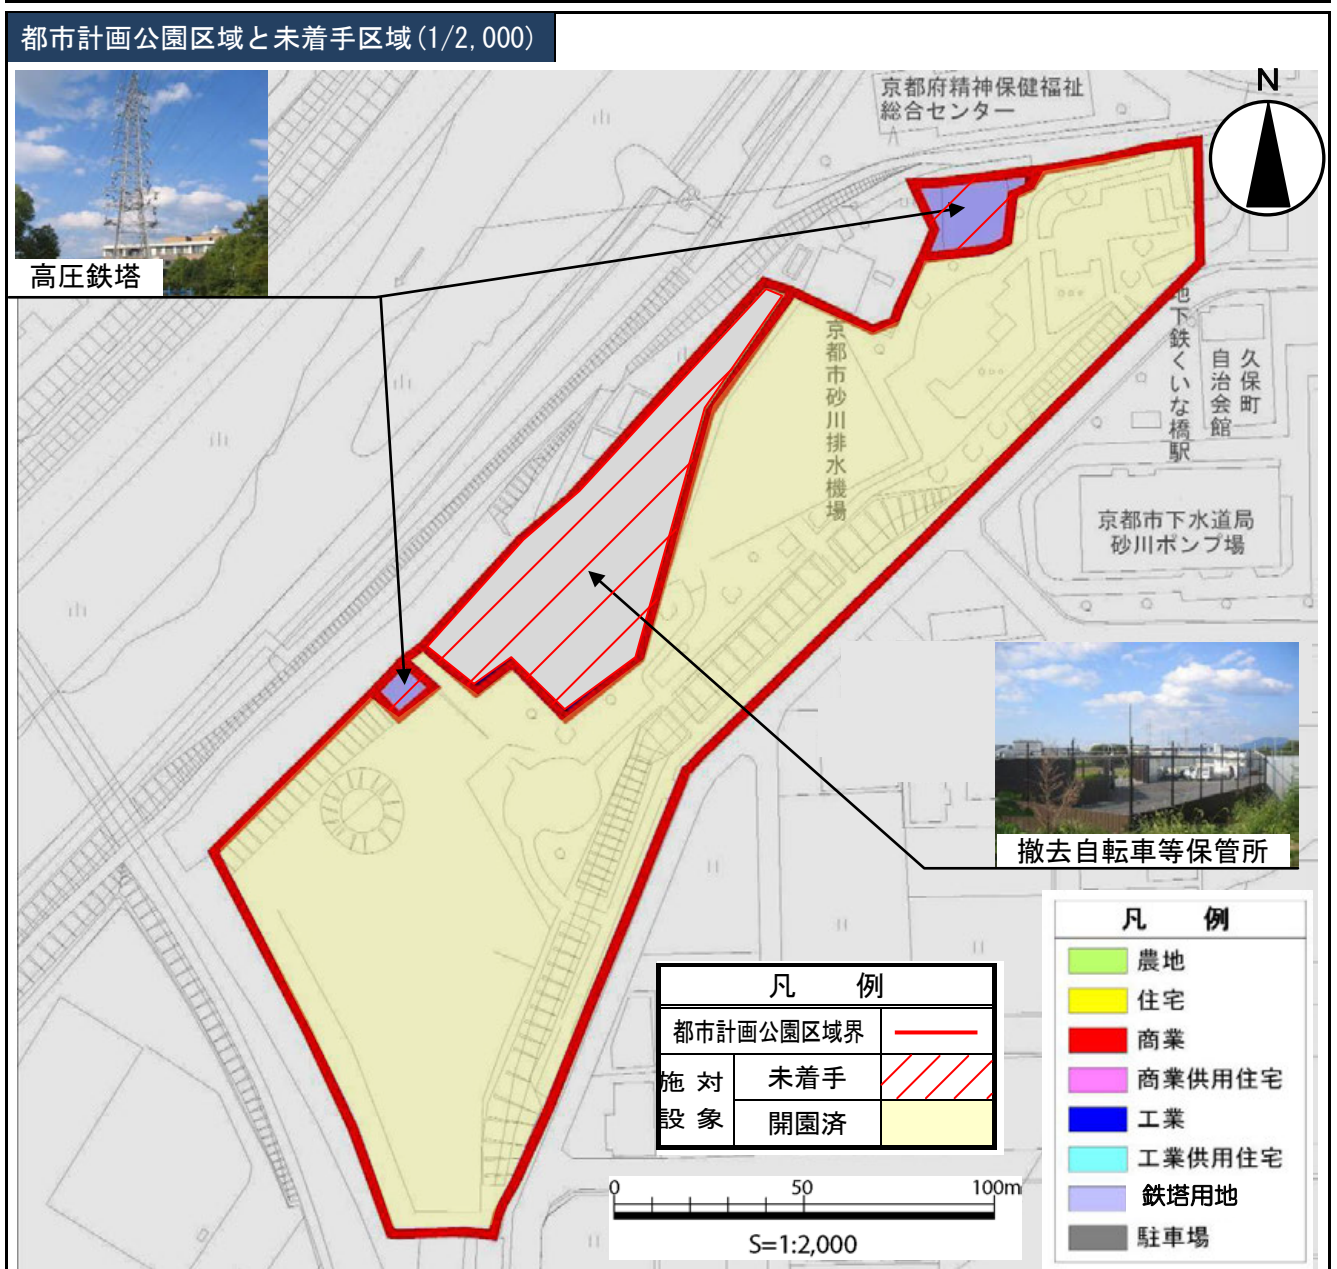 都市計画公園区域と未着手区域(1/2,000)
N
京都府精神保健福祉
総合センター
高圧鉄塔
京都市砂川排水機場
地下鉄くいな橋駅
久保町
自治会館
京都市下水道局
砂川ポンプ場
撤去自転車等保管所
凡 例
都市計画公園区域界
施 対
設 象
未着手
開園済
0 50 100m
S=1:2,000
凡 例
農地
住宅
商業
商業供用住宅
工業
工業供用住宅
鉄塔用地
駐車場